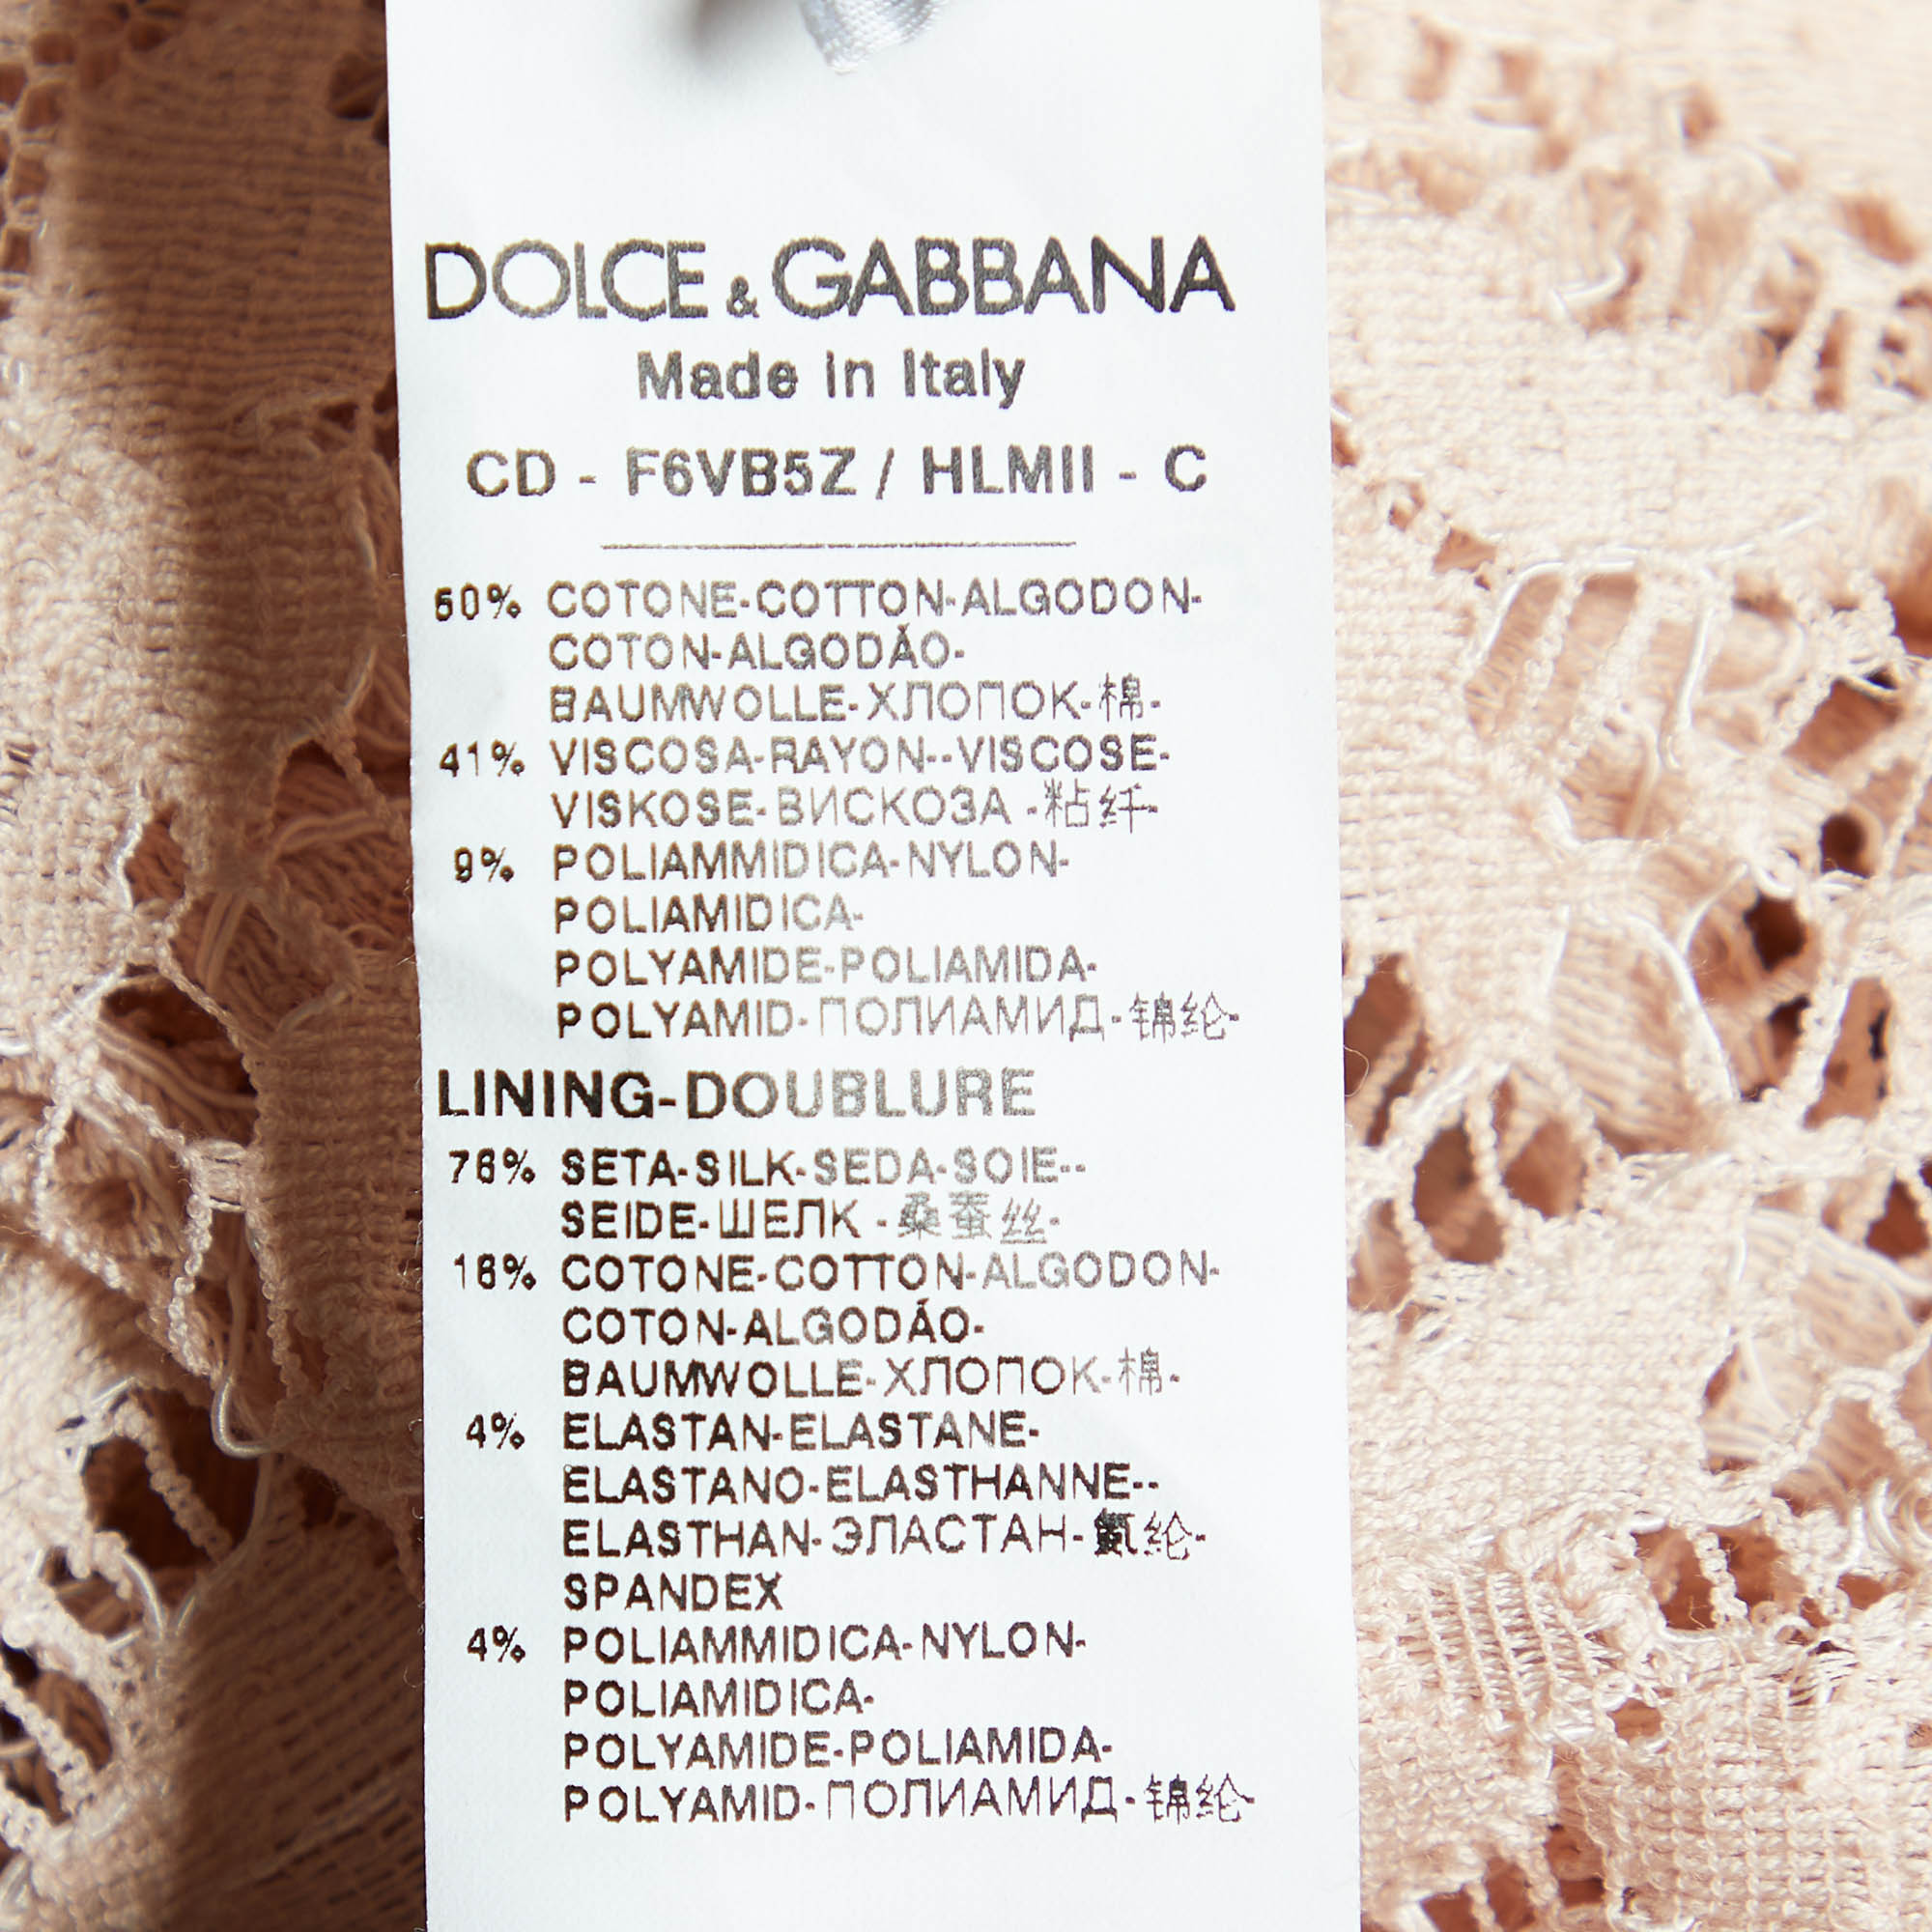 DOLCE & GABBANA
Made in Italy
CD - F6VB5Z / HLMII - C
50% COTONE-COTTON-ALGODON-
COTON-ALGODÃO-
BAUMWOLLE-ХЛОПОК-棉-
41% VISCOSA-RAYON--VISCOSE-
VISKOSE-ВИСКОЗА -粘纤-
9% POLIAMMIDICA-NYLON-
POLIAMIDICA-
POLYAMIDE-POLIAMIDA-
POLYAMID-ПОЛИАМИД-锦纶-
LINING-DOUBLURE
76% SETA-SILK-SEDA-SOIE--
SEIDE-ШЕЛК -桑蚕丝-
16% COTONE-COTTON-ALGODON-
COTON-ALGODÃO-
BAUMWOLLE-ХЛОПОК-棉-
4% ELASTAN-ELASTANE-
ELASTANO-ELASTHANNE--
ELASTHAN-ЭЛАСТАН-氨纶-
SPANDEX
4% POLIAMMIDICA-NYLON-
POLIAMIDICA-
POLYAMIDE-POLIAMIDA-
POLYAMID-ПОЛИАМИД-锦纶-